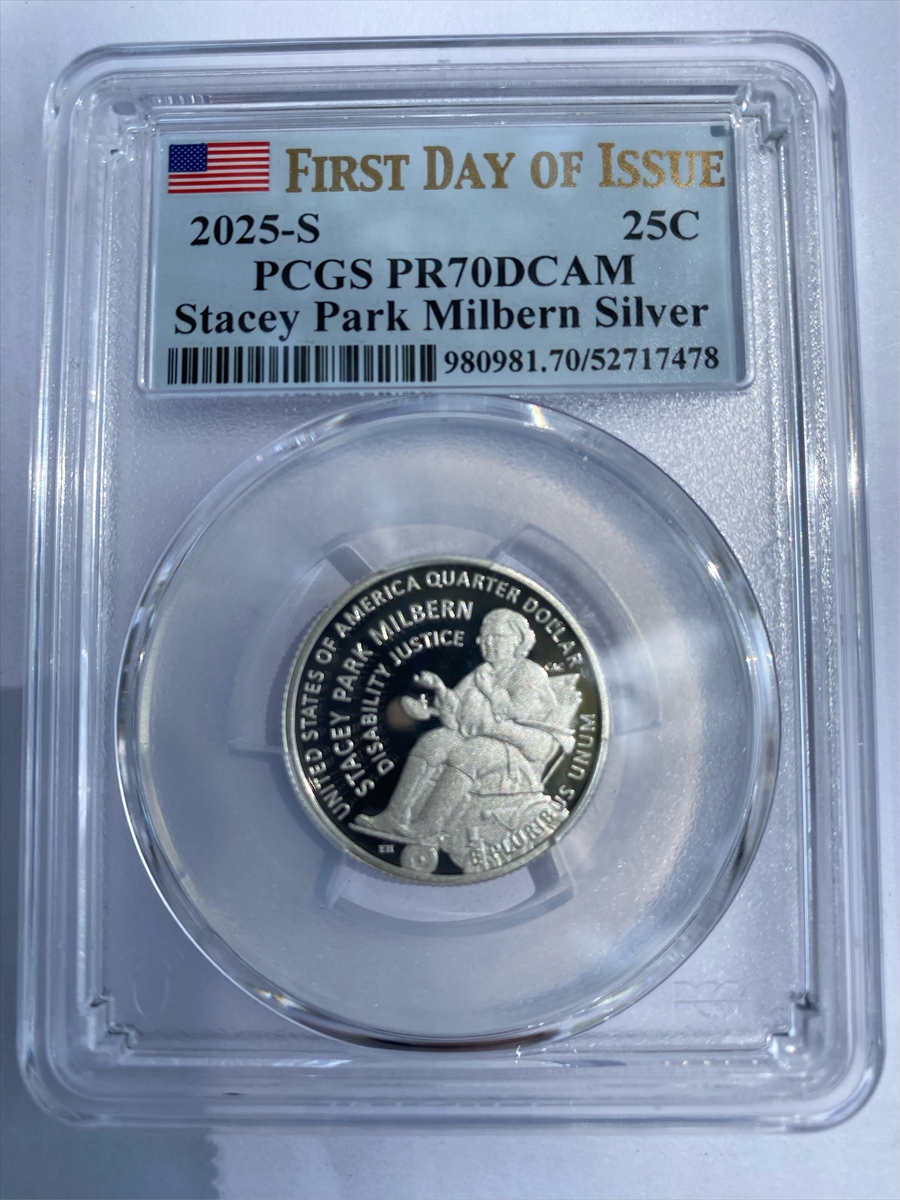 FIRST DAY OF ISSUE
2025-S 25C
PCGS PR70DCAM
Stacey Park Milbern Silver
980981.70/52717478
UNITED STATES OF AMERICA QUARTER DOLLAR
STACEY PARK MILBERN
DISABILITY JUSTICE
E PLURIBUS UNUM
EH